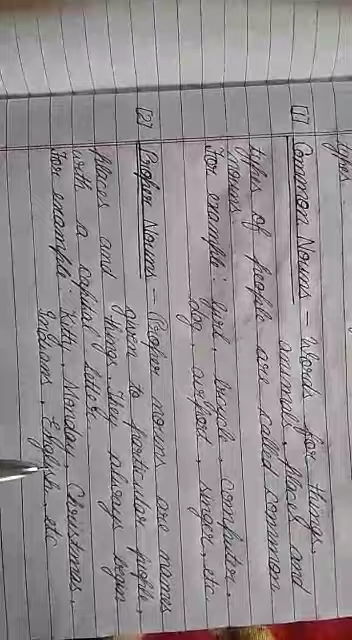 types.
[1] Common Nouns - Words for things,
animals, places and
types of people are called common
nouns
For example: girl, bicycle, computer,
dog, airport, singer, etc
[2] Proper Nouns - Proper nouns are names
given to particular people,
places and things. They always begin
with a capital letter.
For example: Kitty, Monday, Christmas,
Indians, English, etc